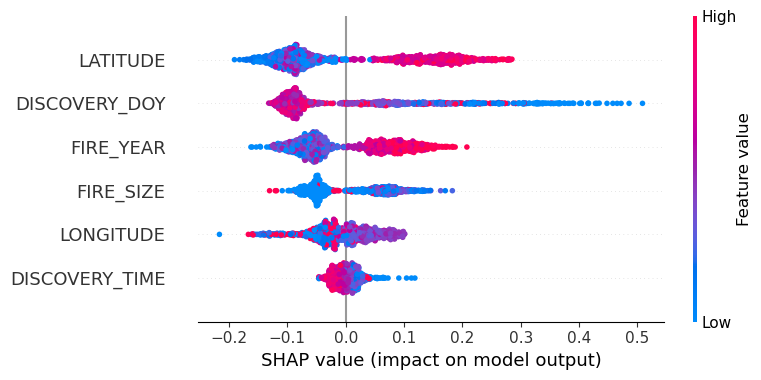 High
LATITUDE
DISCOVERY_DOY
FIRE_YEAR
FIRE_SIZE
LONGITUDE
DISCOVERY_TIME
Feature value
Low
−0.2 −0.1 0.0 0.1 0.2 0.3 0.4 0.5
SHAP value (impact on model output)